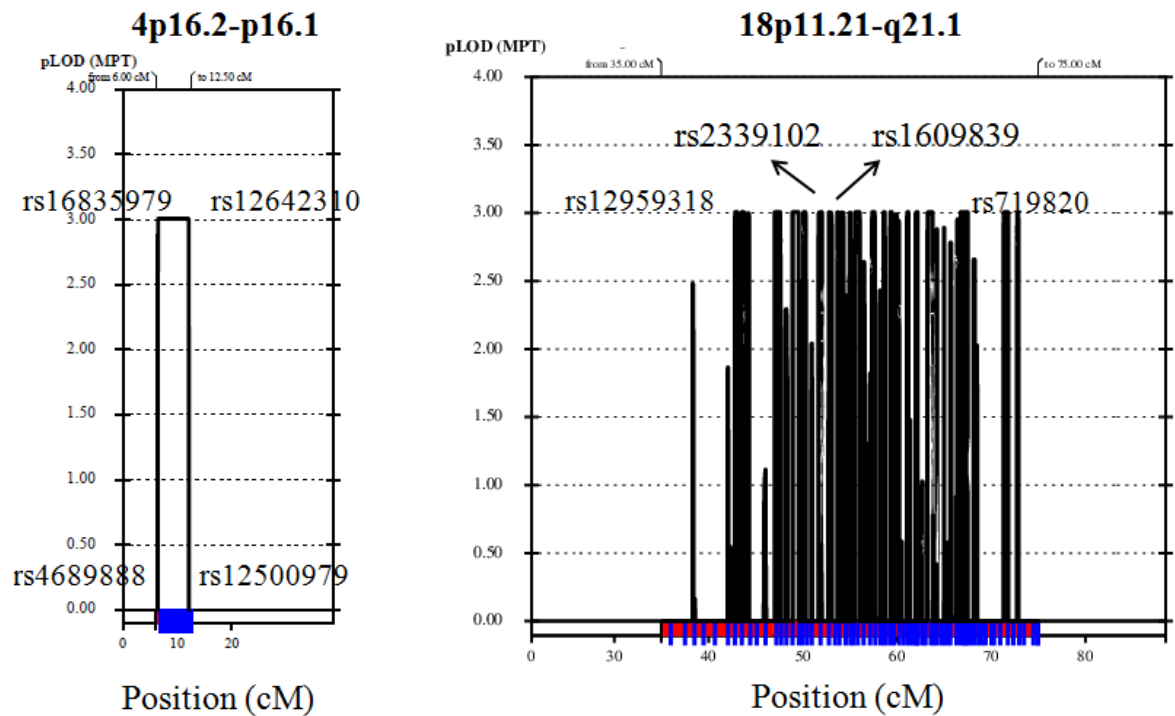 4p16.2-p16.1
pLOD (MPT)
from 6.00 cM
to 12.50 cM
4.00
3.50
rs16835979
rs12642310
3.00
2.50
2.00
1.50
1.00
0.50
rs4689888
rs12500979
0.00
0
10
20
Position (cM)
18p11.21-q21.1
pLOD (MPT)
from 35.00 cM
to 75.00 cM
4.00
rs2339102
rs1609839
3.50
rs12959318
rs719820
3.00
2.50
2.00
1.50
1.00
0.50
0.00
0
30
40
50
60
70
80
Position (cM)